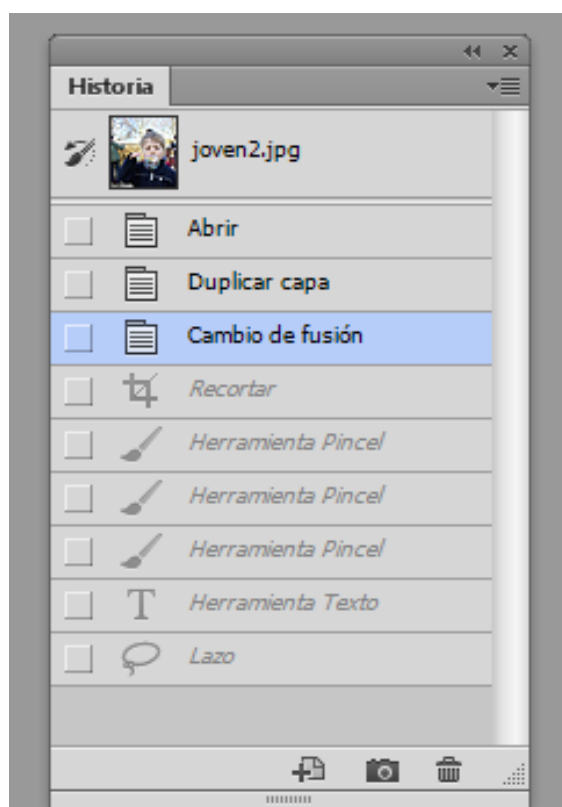 Historia
joven2.jpg
Abrir
Duplicar capa
Cambio de fusión
Recortar
Herramienta Pincel
Herramienta Pincel
Herramienta Pincel
Herramienta Texto
Lazo